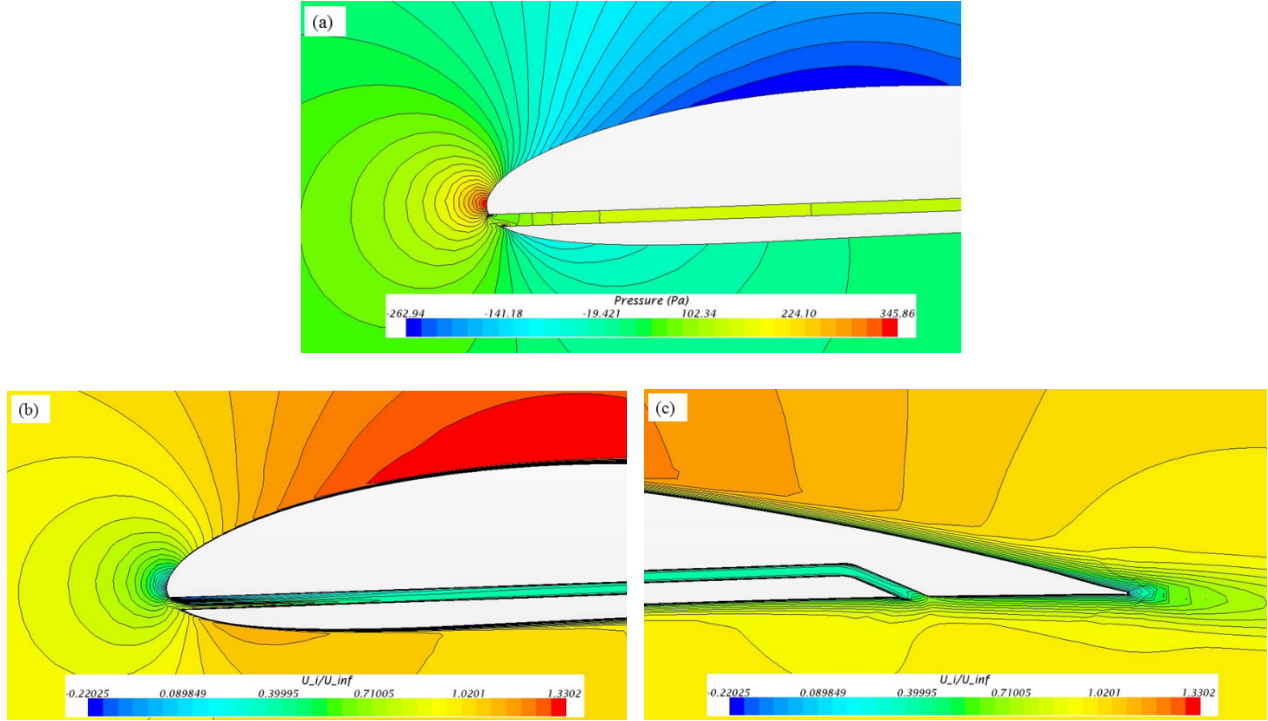 (a)
Pressure (Pa)
-262.94 -141.18 -19.421 102.34 224.10 345.86
(b)
(c)
U_i/U_inf
-0.22025 0.089849 0.39995 0.71005 1.0201 1.3302
U_i/U_inf
-0.22025 0.089849 0.39995 0.71005 1.0201 1.3302